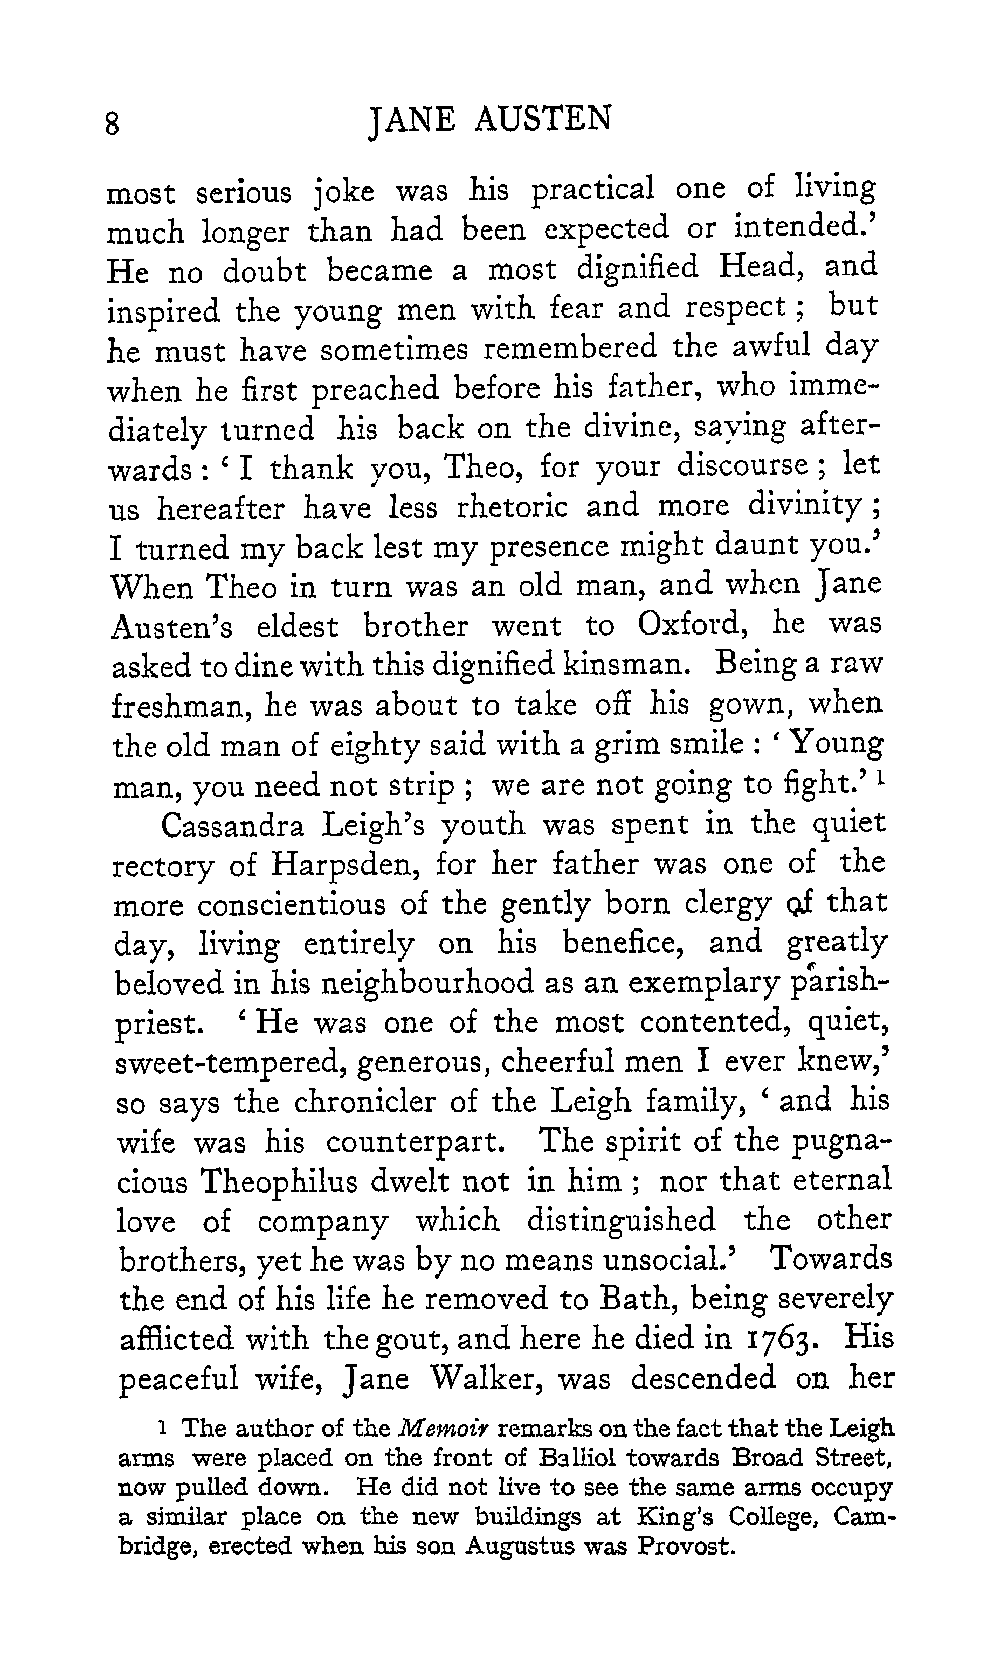 8 JANE AUSTEN
most serious joke was his practical one of living
much longer than had been expected or intended.’
He no doubt became a most dignified Head, and
inspired the young men with fear and respect ; but
he must have sometimes remembered the awful day
when he first preached before his father, who imme-
diately turned his back on the divine, saying after-
wards : ‘ I thank you, Theo, for your discourse ; let
us hereafter have less rhetoric and more divinity ;
I turned my back lest my presence might daunt you.’
When Theo in turn was an old man, and when Jane
Austen’s eldest brother went to Oxford, he was
asked to dine with this dignified kinsman. Being a raw
freshman, he was about to take off his gown, when
the old man of eighty said with a grim smile : ‘ Young
man, you need not strip ; we are not going to fight.’ 1
Cassandra Leigh’s youth was spent in the quiet
rectory of Harpsden, for her father was one of the
more conscientious of the gently born clergy of that
day, living entirely on his benefice, and greatly
beloved in his neighbourhood as an exemplary parish-
priest. ‘ He was one of the most contented, quiet,
sweet-tempered, generous, cheerful men I ever knew,’
so says the chronicler of the Leigh family, ‘ and his
wife was his counterpart. The spirit of the pugna-
cious Theophilus dwelt not in him ; nor that eternal
love of company which distinguished the other
brothers, yet he was by no means unsocial.’ Towards
the end of his life he removed to Bath, being severely
afflicted with the gout, and here he died in 1763. His
peaceful wife, Jane Walker, was descended on her
1 The author of the Memoir remarks on the fact that the Leigh
arms were placed on the front of Balliol towards Broad Street,
now pulled down. He did not live to see the same arms occupy
a similar place on the new buildings at King’s College, Cam-
bridge, erected when his son Augustus was Provost.